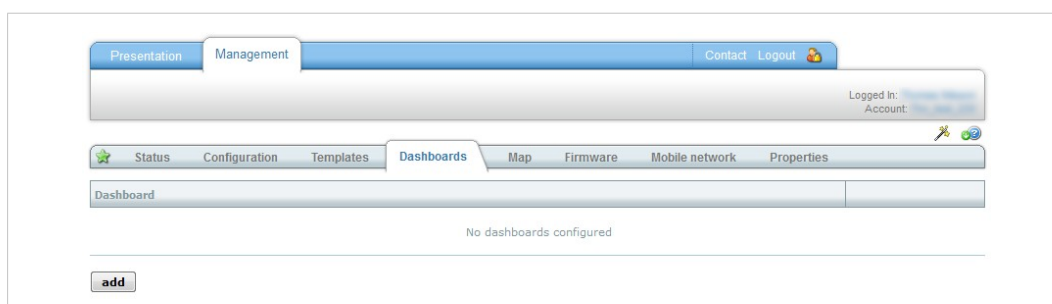 Presentation Management Contact Logout
Logged In:
Account:
Status Configuration Templates Dashboards Map Firmware Mobile network Properties
Dashboard
No dashboards configured
add